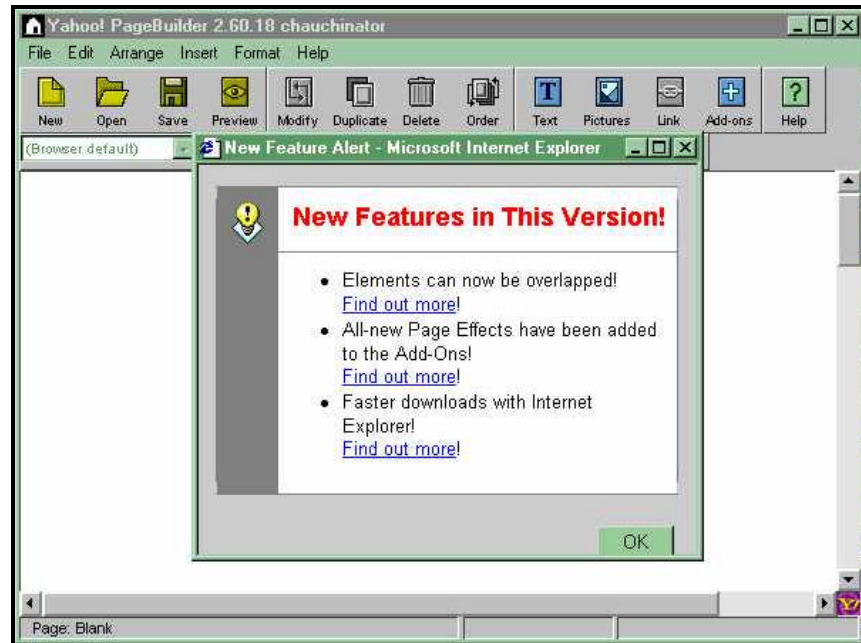 Yahoo! PageBuilder 2.60.18 chauchinator
File Edit Arrange Insert Format Help
New Open Save Preview Modify Duplicate Delete Order Text Pictures Link Add-ons Help
(Browser default)
New Feature Alert - Microsoft Internet Explorer
New Features in This Version!
Elements can now be overlapped!
Find out more!
All-new Page Effects have been added
to the Add-Ons!
Find out more!
Faster downloads with Internet
Explorer!
Find out more!
OK
Page: Blank